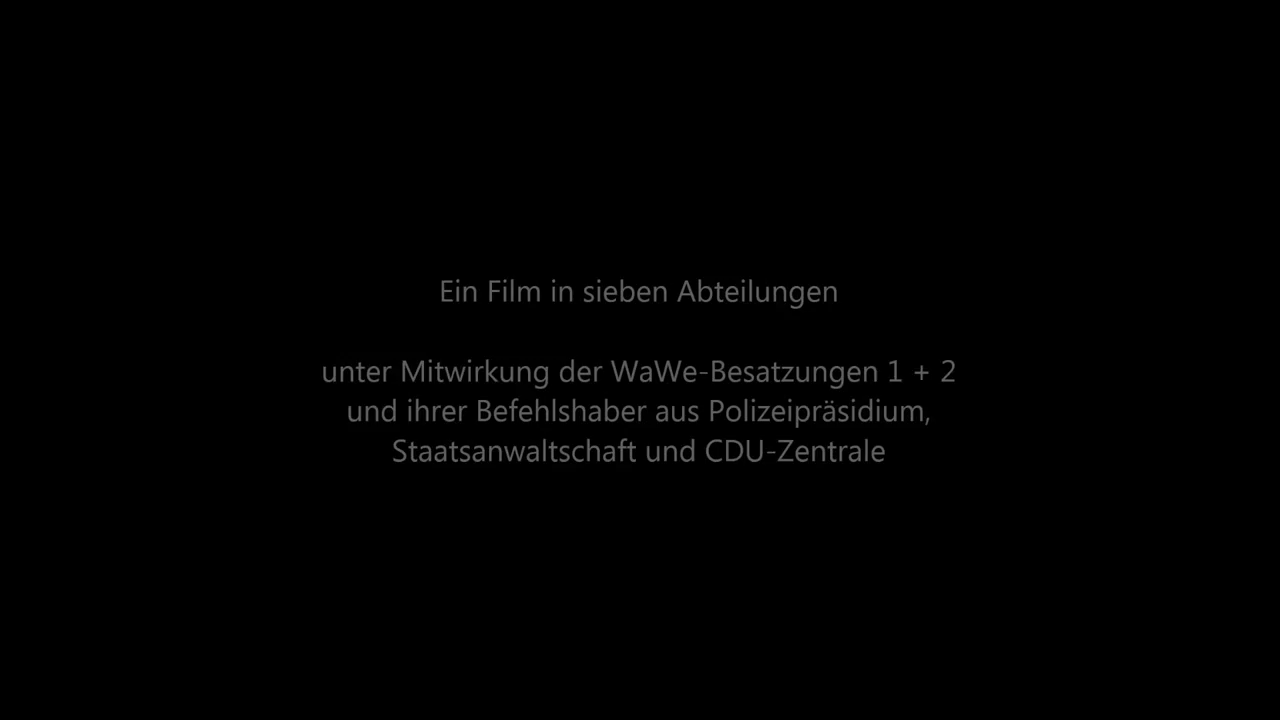 Ein Film in sieben Abteilungen
unter Mitwirkung der WaWe-Besatzungen 1 + 2
und ihrer Befehlshaber aus Polizeipräsidium,
Staatsanwaltschaft und CDU-Zentrale